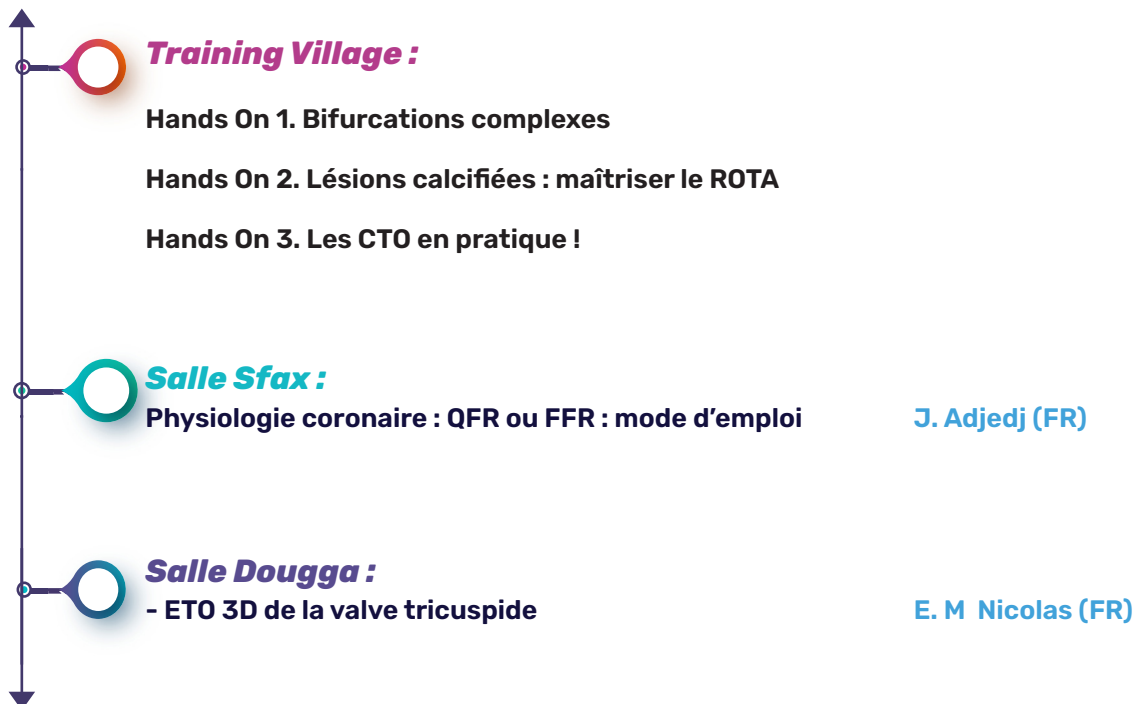 Training Village :
Hands On 1. Bifurcations complexes
Hands On 2. Lésions calcifiées : maîtriser le ROTA
Hands On 3. Les CTO en pratique !
Salle Sfax :
Physiologie coronaire : QFR ou FFR : mode d’emploi J. Adjedj (FR)
Salle Dougga :
- ETO 3D de la valve tricuspide E. M Nicolas (FR)